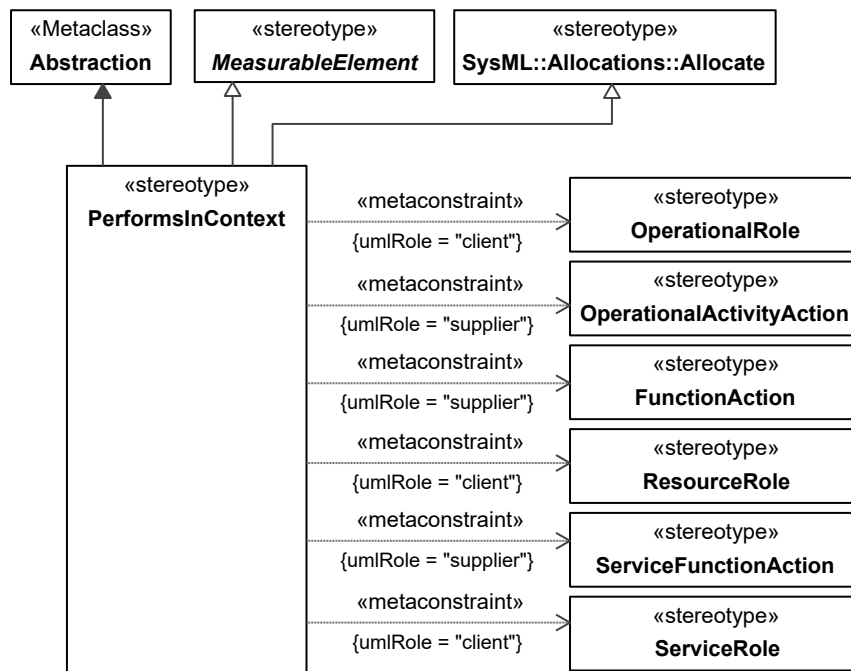 «Metaclass»
Abstraction
«stereotype»
MeasurableElement
«stereotype»
SysML::Allocations::Allocate
«stereotype»
PerformsInContext
«metaconstraint»
{umlRole = "client"}
«stereotype»
OperationalRole
«metaconstraint»
{umlRole = "supplier"}
«stereotype»
OperationalActivityAction
«metaconstraint»
{umlRole = "supplier"}
«stereotype»
FunctionAction
«metaconstraint»
{umlRole = "client"}
«stereotype»
ResourceRole
«metaconstraint»
{umlRole = "supplier"}
«stereotype»
ServiceFunctionAction
«metaconstraint»
{umlRole = "client"}
«stereotype»
ServiceRole